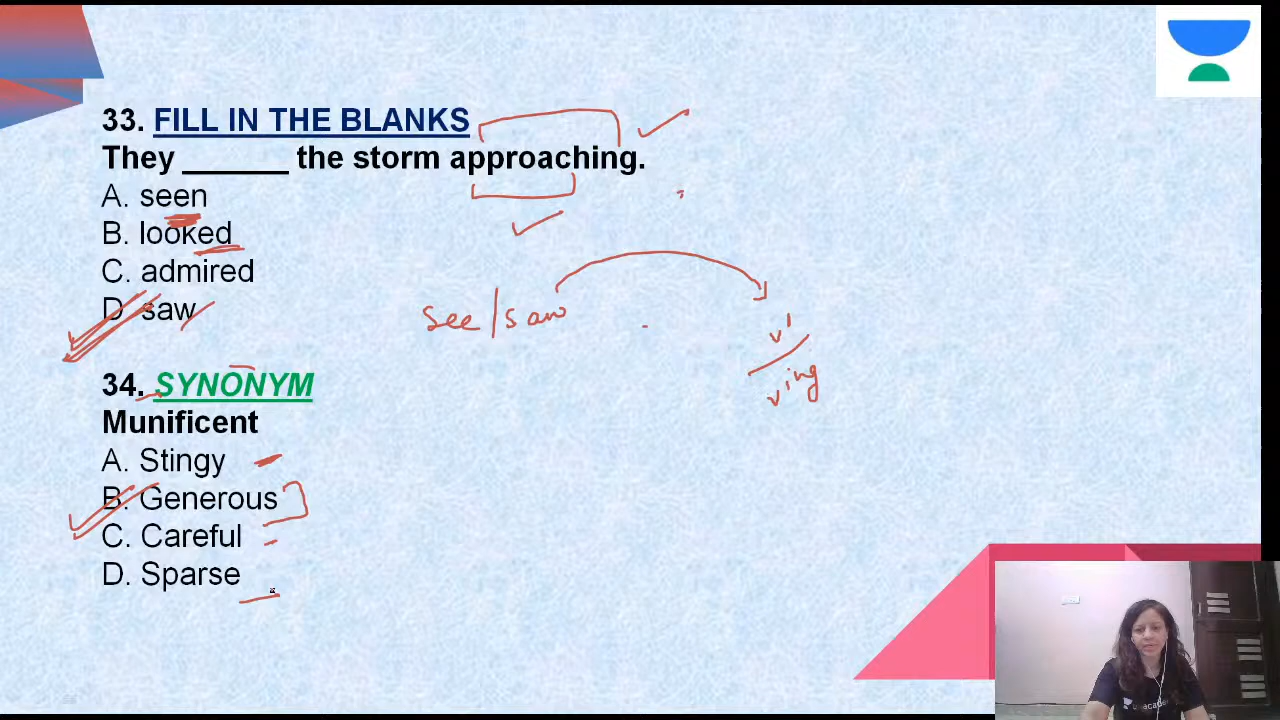 33. FILL IN THE BLANKS
They ______ the storm approaching.
A. seen
B. looked
C. admired
D. saw
see/saw
v¹
v ing
34. SYNONYM
Munificent
A. Stingy
B. Generous
C. Careful
D. Sparse